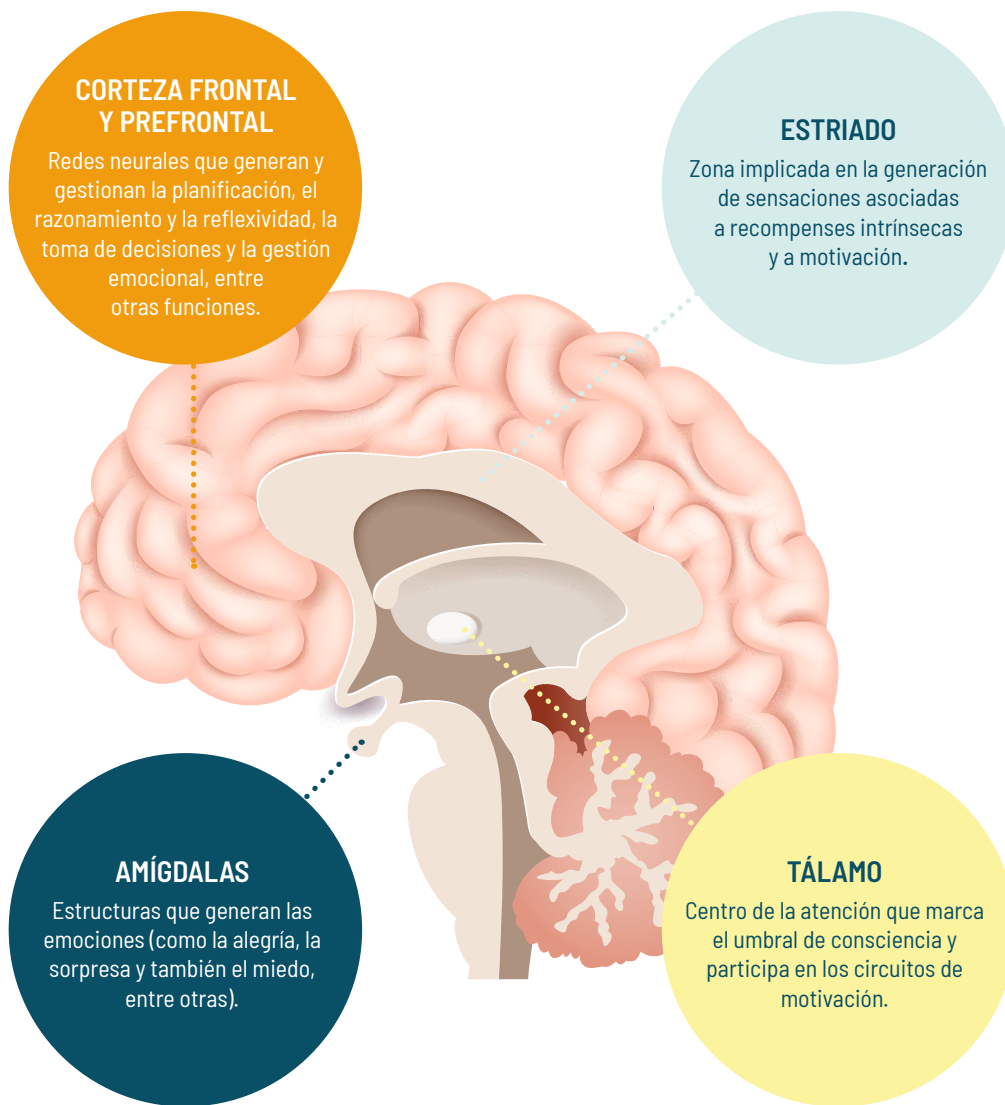 CORTEZA FRONTAL
Y PREFRONTAL
Redes neurales que generan y
gestionan la planificación, el
razonamiento y la reflexividad, la
toma de decisiones y la gestión
emocional, entre
otras funciones.
ESTRIADO
Zona implicada en la generación
de sensaciones asociadas
a recompenses intrínsecas
y a motivación.
AMÍGDALAS
Estructuras que generan las
emociones (como la alegría, la
sorpresa y también el miedo,
entre otras).
TÁLAMO
Centro de la atención que marca
el umbral de consciencia y
participa en los circuitos de
motivación.